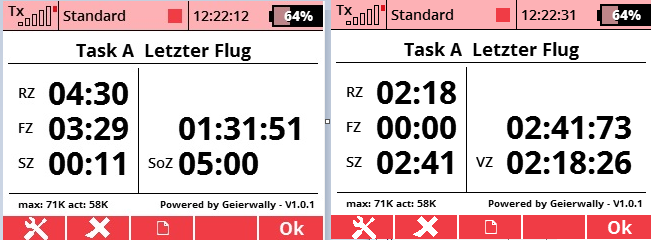 Tx Standard 12:22:12 64%
Task A Letzter Flug
RZ 04:30
FZ 03:29 01:31:51
SZ 00:11 SoZ 05:00
max: 71K act: 58K Powered by Geierwally - V1.0.1
Ok
Tx Standard 12:22:31 64%
Task A Letzter Flug
RZ 02:18
FZ 00:00 02:41:73
SZ 02:41 VZ 02:18:26
max: 71K act: 58K Powered by Geierwally - V1.0.1
Ok